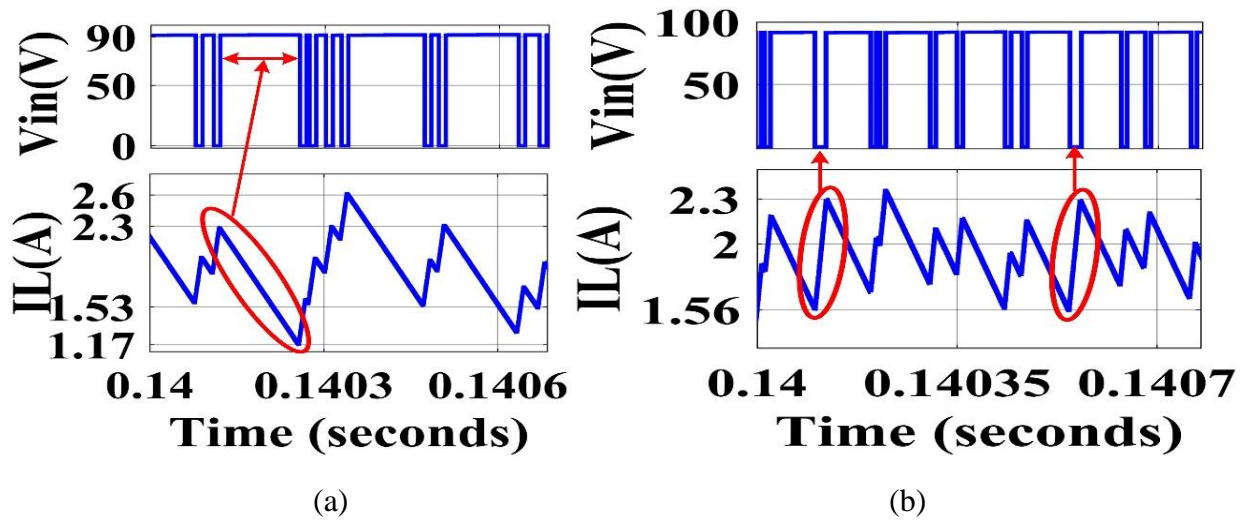 Vin(V)
90
50
0
IL(A)
2.6
2.3
1.53
1.17
0.14 0.1403 0.1406
Time (seconds)
(a)
Vin(V)
100
50
IL(A)
2.3
2
1.56
0.14 0.14035 0.1407
Time (seconds)
(b)